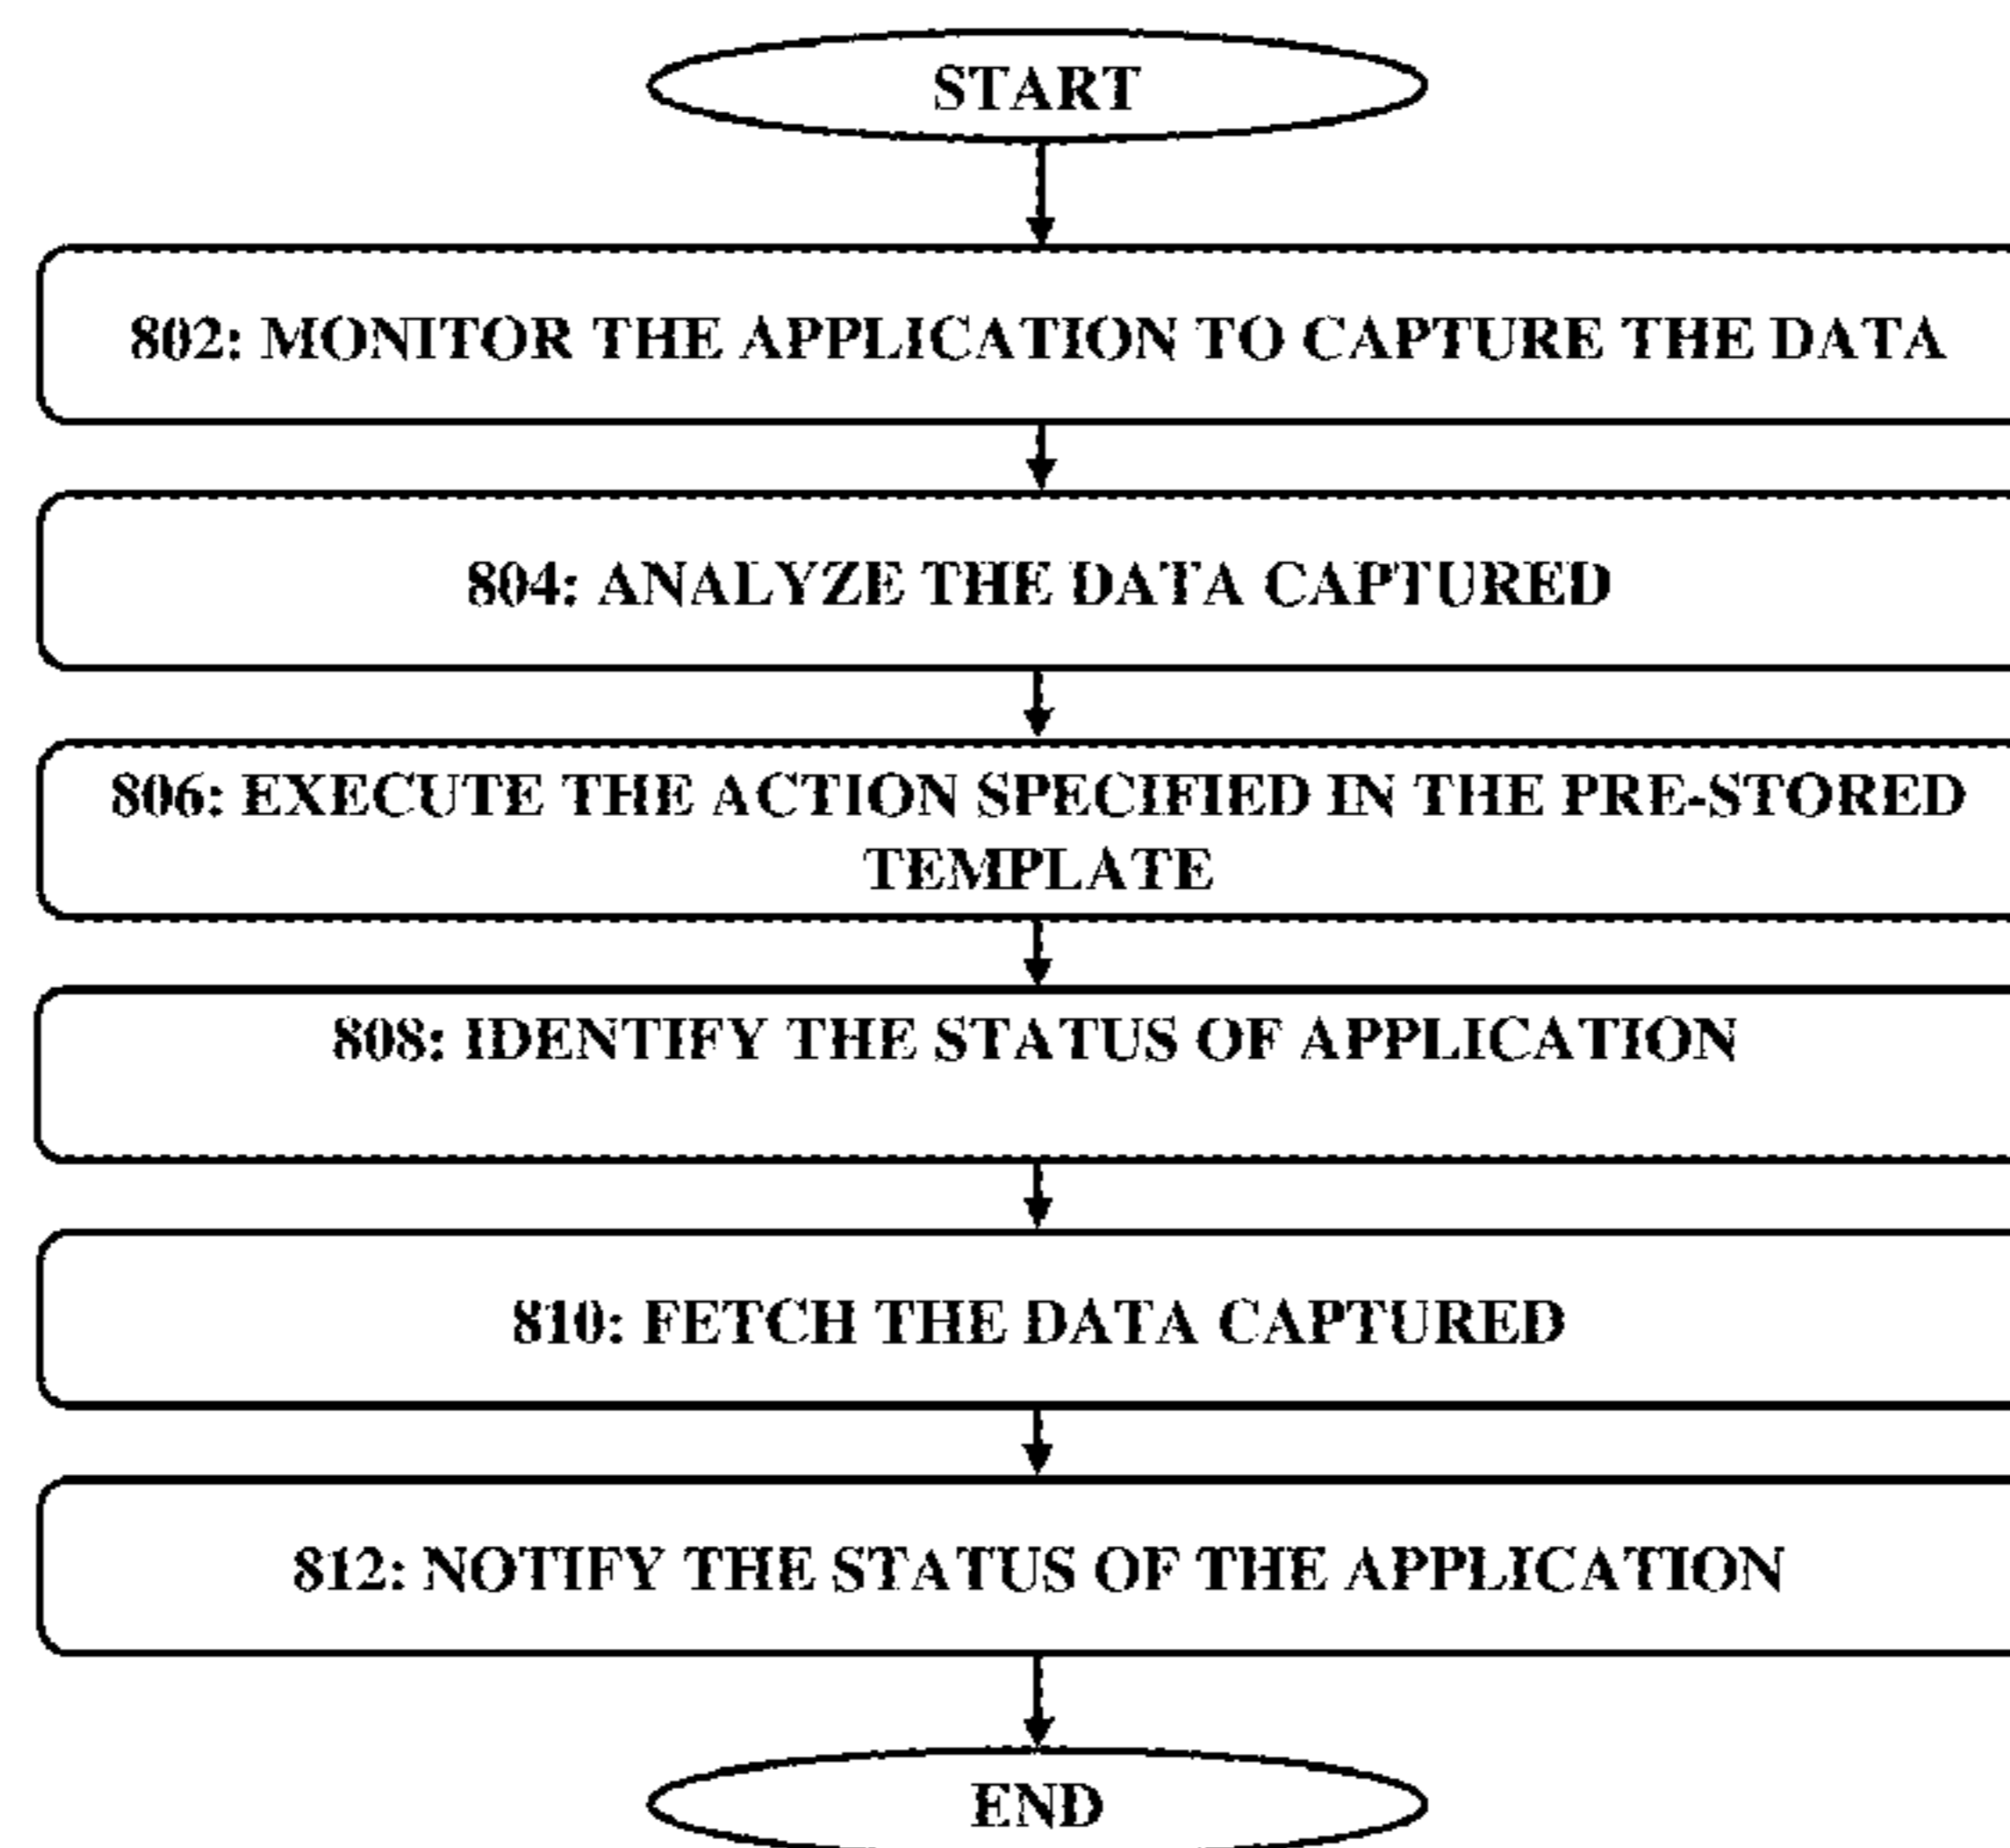 START
802: MONITOR THE APPLICATION TO CAPTURE THE DATA
804: ANALYZE THE DATA CAPTURED
806: EXECUTE THE ACTION SPECIFIED IN THE PRE-STORED
TEMPLATE
808: IDENTIFY THE STATUS OF APPLICATION
810: FETCH THE DATA CAPTURED
812: NOTIFY THE STATUS OF THE APPLICATION
END